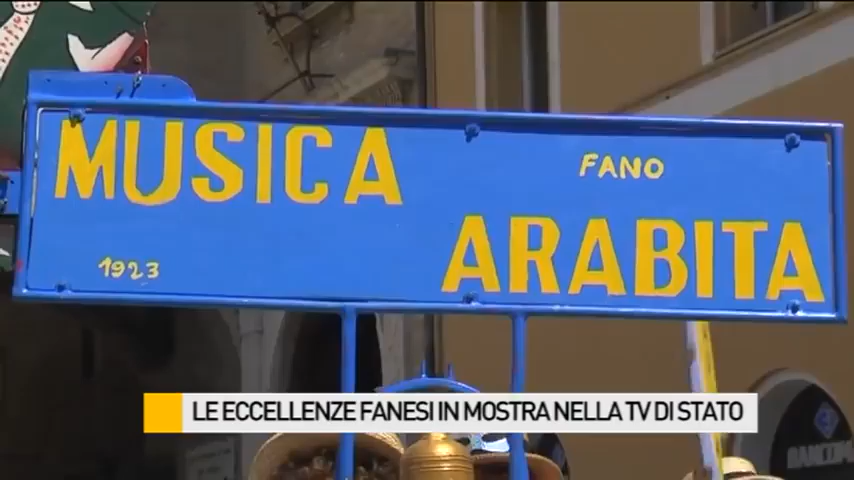 MUSICA
FANO
ARABITA
1923
LE ECCELLENZE FANESI IN MOSTRA NELLA TV DI STATO